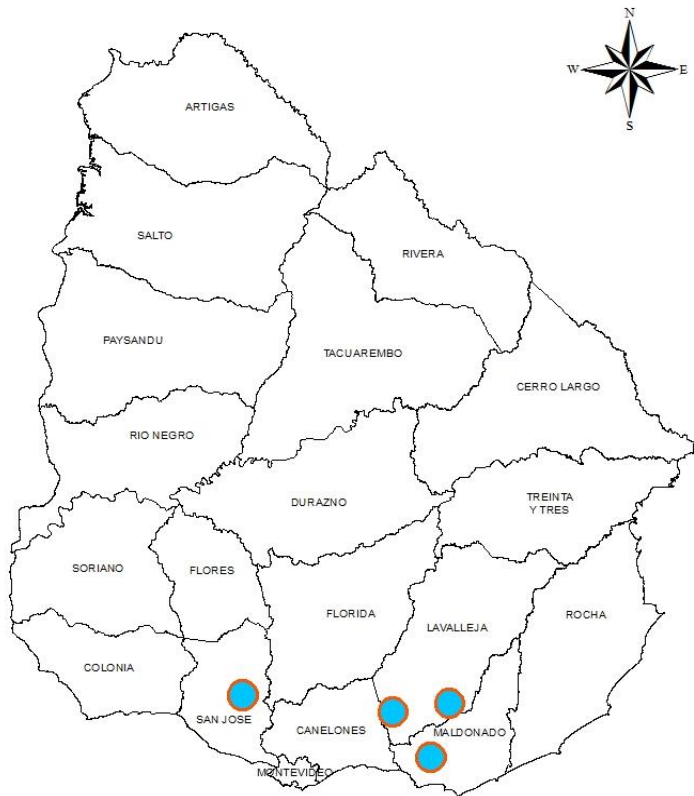 N
W
E
S
ARTIGAS
SALTO
RIVERA
PAYSANDU
TACUAREMBO
CERRO LARGO
RIO NEGRO
DURAZNO
TREINTA
Y TRES
SORIANO
FLORES
FLORIDA
LAVALLEJA
ROCHA
COLONIA
SAN JOSE
CANELONES
MALDONADO
MONTEVIDEO